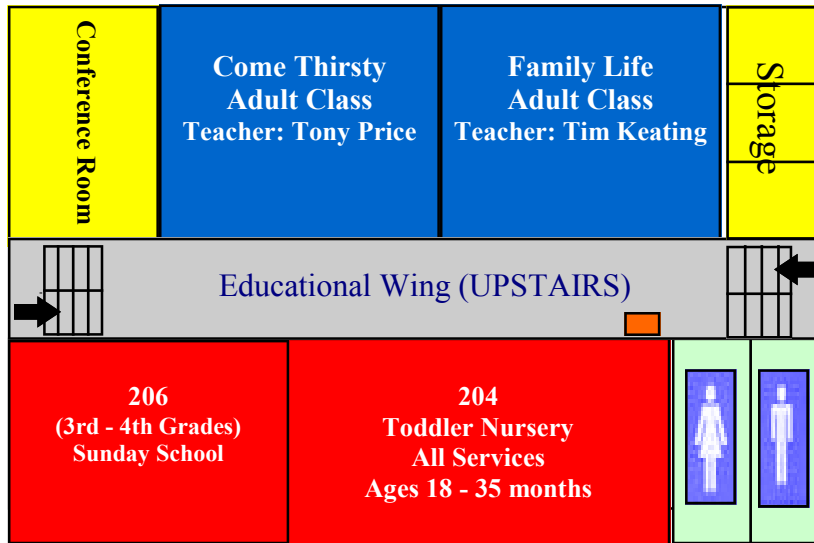 Conference Room
Come Thirsty
Adult Class
Teacher: Tony Price
Family Life
Adult Class
Teacher: Tim Keating
Storage
Educational Wing (UPSTAIRS)
206
(3rd - 4th Grades)
Sunday School
204
Toddler Nursery
All Services
Ages 18 - 35 months